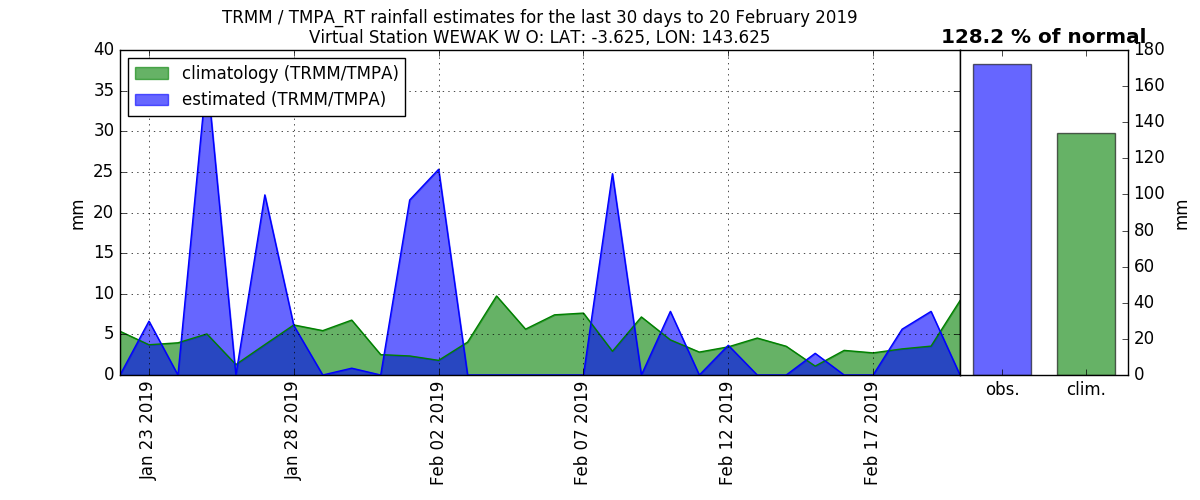 TRMM / TMPA_RT rainfall estimates for the last 30 days to 20 February 2019
Virtual Station WEWAK W O: LAT: -3.625, LON: 143.625
128.2 % of normal
climatology (TRMM/TMPA)
estimated (TRMM/TMPA)
40
35
30
25
20
15
10
5
0
mm
Jan 23 2019
Jan 28 2019
Feb 02 2019
Feb 07 2019
Feb 12 2019
Feb 17 2019
obs.
clim.
180
160
140
120
100
80
60
40
20
0
mm